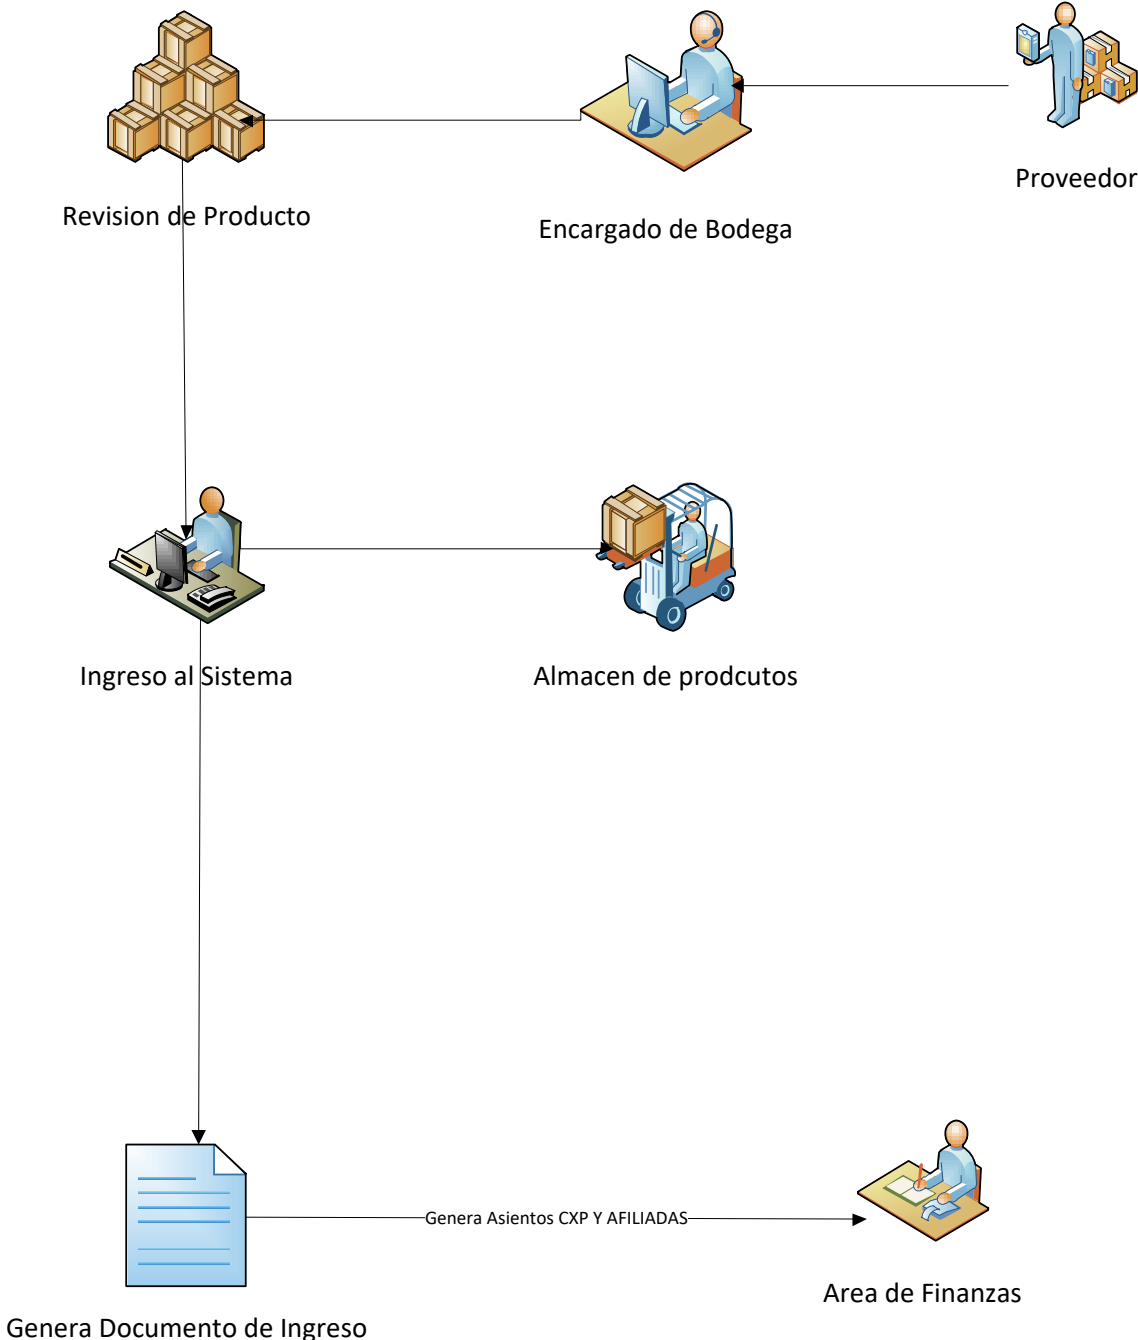 Proveedor
Revision de Producto
Encargado de Bodega
Ingreso al Sistema
Almacen de prodcutos
Genera Asientos CXP Y AFILIADAS
Area de Finanzas
Genera Documento de Ingreso